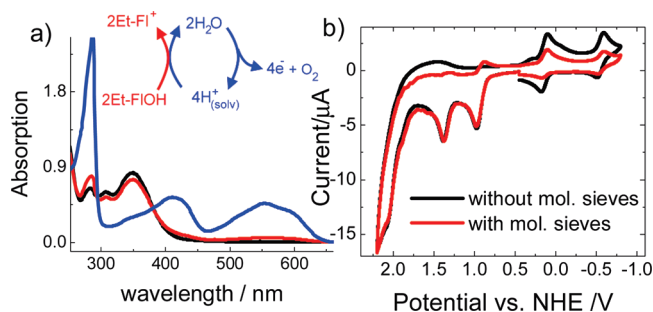 a)
2Et-Fl⁺ 2H₂O
4e⁻ + O₂
2Et-FlOH 4H⁺(solv)
Absorption
1.8
0.9
0.0
300 400 500 600
wavelength / nm
b)
Current/µA
0
-5
-10
-15
without mol. sieves
with mol. sieves
2.0 1.5 1.0 0.5 0.0 -0.5 -1.0
Potential vs. NHE /V